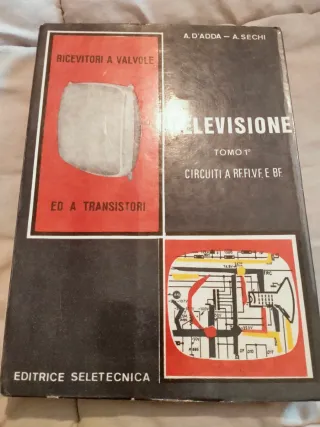 A. D'ADDA – A. SECHI
RICEVITORI A VALVOLE
ED A TRANSISTORI
TELEVISIONE
TOMO 1°
CIRCUITI A RF, FI, VF, E BF.
EDITRICE SELETECNICA